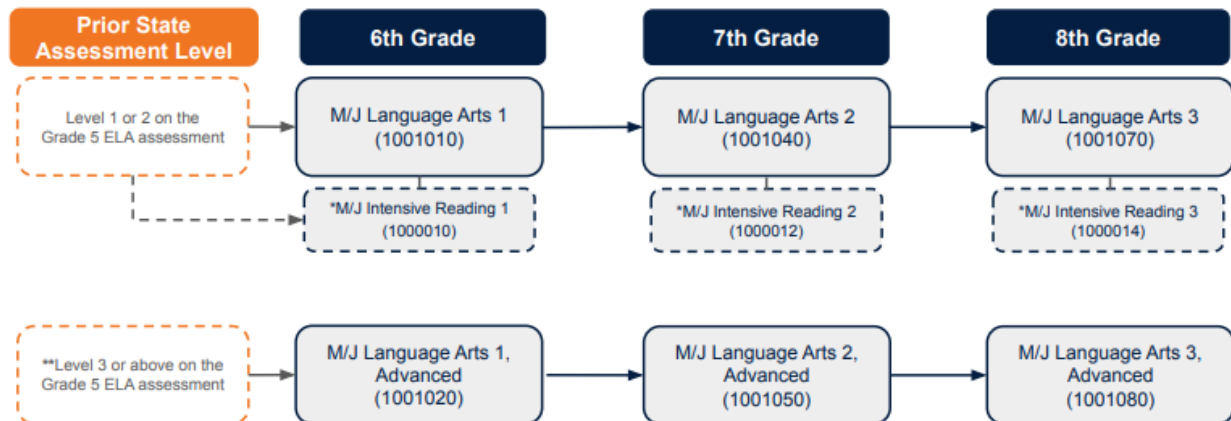 Prior State
Assessment Level
6th Grade
7th Grade
8th Grade
Level 1 or 2 on the
Grade 5 ELA assessment
M/J Language Arts 1
(1001010)
M/J Language Arts 2
(1001040)
M/J Language Arts 3
(1001070)
*M/J Intensive Reading 1
(1000010)
*M/J Intensive Reading 2
(1000012)
*M/J Intensive Reading 3
(1000014)
**Level 3 or above on the
Grade 5 ELA assessment
M/J Language Arts 1,
Advanced
(1001020)
M/J Language Arts 2,
Advanced
(1001050)
M/J Language Arts 3,
Advanced
(1001080)